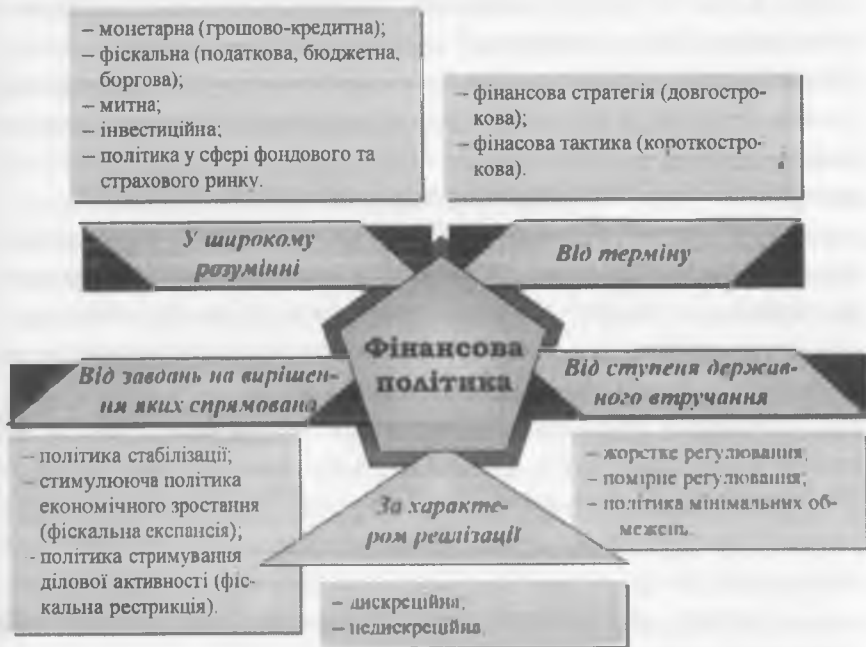 – монетарна (грошово-кредитна);
– фіскальна (податкова, бюджетна,
боргова);
– митна;
– інвестиційна;
– політика у сфері фондового та
страхового ринку.
– фінансова стратегія (довгостро-
кова);
– фінасова тактика (короткостро-
кова).
У широкому
розумінні
Від терміну
Фінансова
політика
Від завдань на вирішен-
ня яких спрямована
Від ступеня держав-
ного втручання
– політика стабілізації;
– стимулююча політика
економічного зростання
(фіскальна експансія);
– політика стримування
ділової активності (фіс-
кальна рестрикція).
– жорстке регулювання;
– помірне регулювання;
– політика мінімальних об-
межень.
За характе-
ром реалізації
– дискреційна;
– недискреційна.